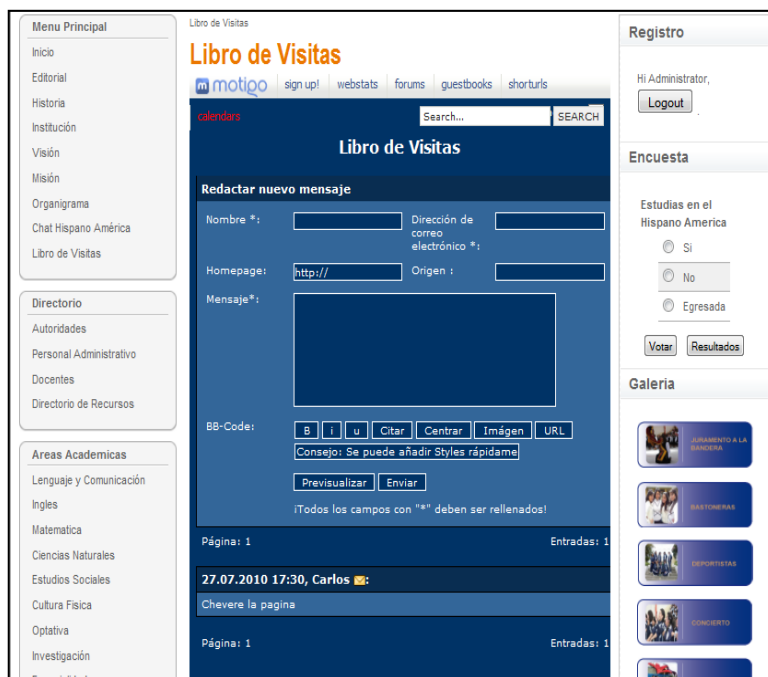 Menu Principal
Inicio
Editorial
Historia
Institución
Visión
Misión
Organigrama
Chat Hispano América
Libro de Visitas
Directorio
Autoridades
Personal Administrativo
Docentes
Directorio de Recursos
Areas Academicas
Lenguaje y Comunicación
Ingles
Matematica
Ciencias Naturales
Estudios Sociales
Cultura Fisica
Optativa
Investigación
Libro de Visitas
Libro de Visitas
m motigo sign up! webstats forums guestbooks shorturls
calendars Search... SEARCH
Libro de Visitas
Redactar nuevo mensaje
Nombre *:
Dirección de
correo
electrónico *:
Homepage: http:// Origen :
Mensaje*:
BB-Code: B i u Citar Centrar Imágen URL
Consejo: Se puede añadir Styles rápidame
Previsualizar Enviar
¡Todos los campos con "*" deben ser rellenados!
Página: 1 Entradas: 1
27.07.2010 17:30, Carlos :
Chevere la pagina
Página: 1 Entradas: 1
Registro
Hi Administrator,
Logout .
Encuesta
Estudias en el
Hispano America
Si
No
Egresada
Votar Resultados
Galeria
JURAMENTO A LA
BANDERA
BASTONERAS
DEPORTISTAS
CONCIERTO